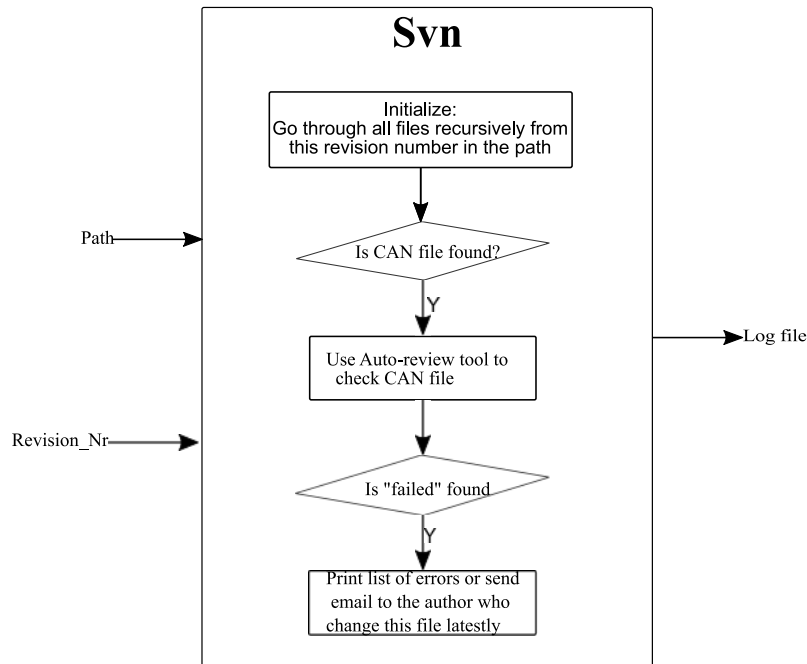 Svn
Initialize:
Go through all files recursively from
this revision number in the path
Path
Is CAN file found?
Y
Use Auto-review tool to
check CAN file
Log file
Revision_Nr
Is "failed" found
Y
Print list of errors or send
email to the author who
change this file latestly